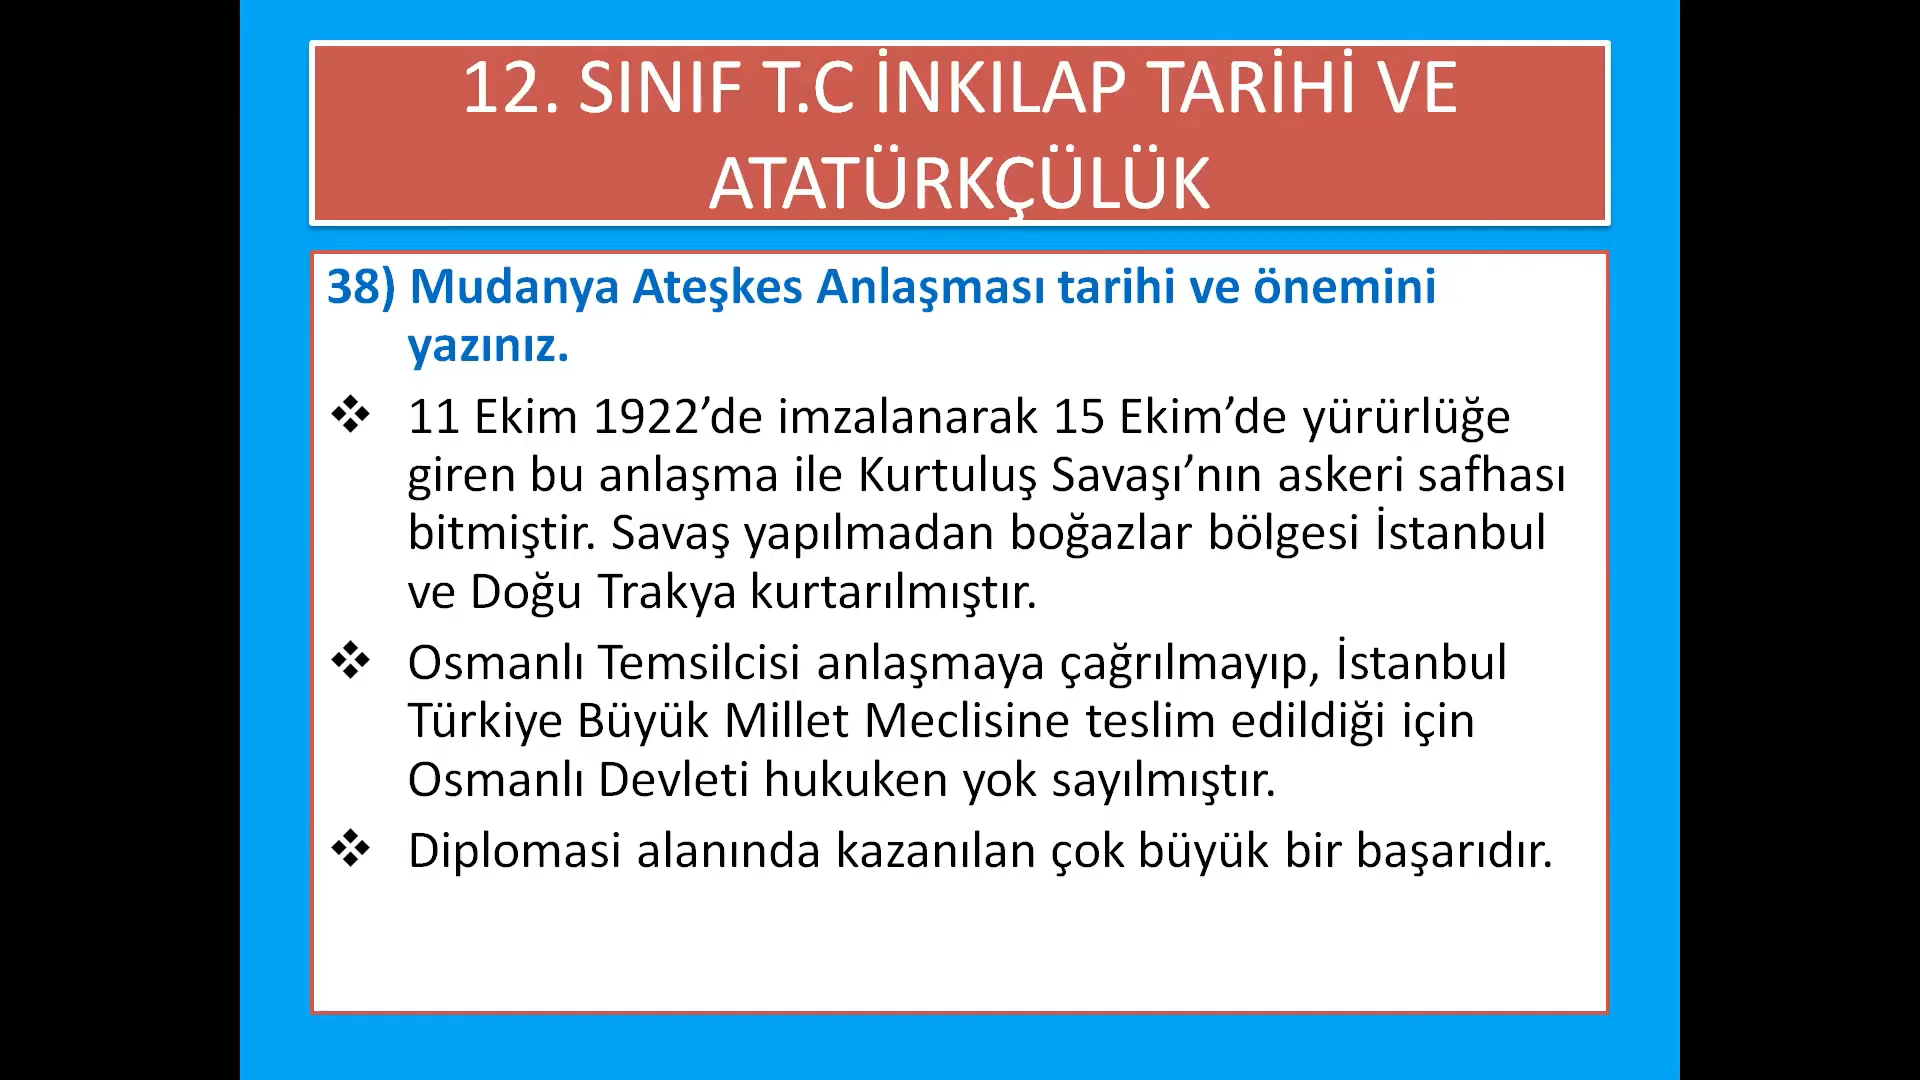 12. SINIF T.C İNKILAP TARİHİ VE
ATATÜRKÇÜLÜK
38) Mudanya Ateşkes Anlaşması tarihi ve önemini
yazınız.
❖ 11 Ekim 1922’de imzalanarak 15 Ekim’de yürürlüğe
giren bu anlaşma ile Kurtuluş Savaşı’nın askeri safhası
bitmiştir. Savaş yapılmadan boğazlar bölgesi İstanbul
ve Doğu Trakya kurtarılmıştır.
❖ Osmanlı Temsilcisi anlaşmaya çağrılmayıp, İstanbul
Türkiye Büyük Millet Meclisine teslim edildiği için
Osmanlı Devleti hukuken yok sayılmıştır.
❖ Diplomasi alanında kazanılan çok büyük bir başarıdır.